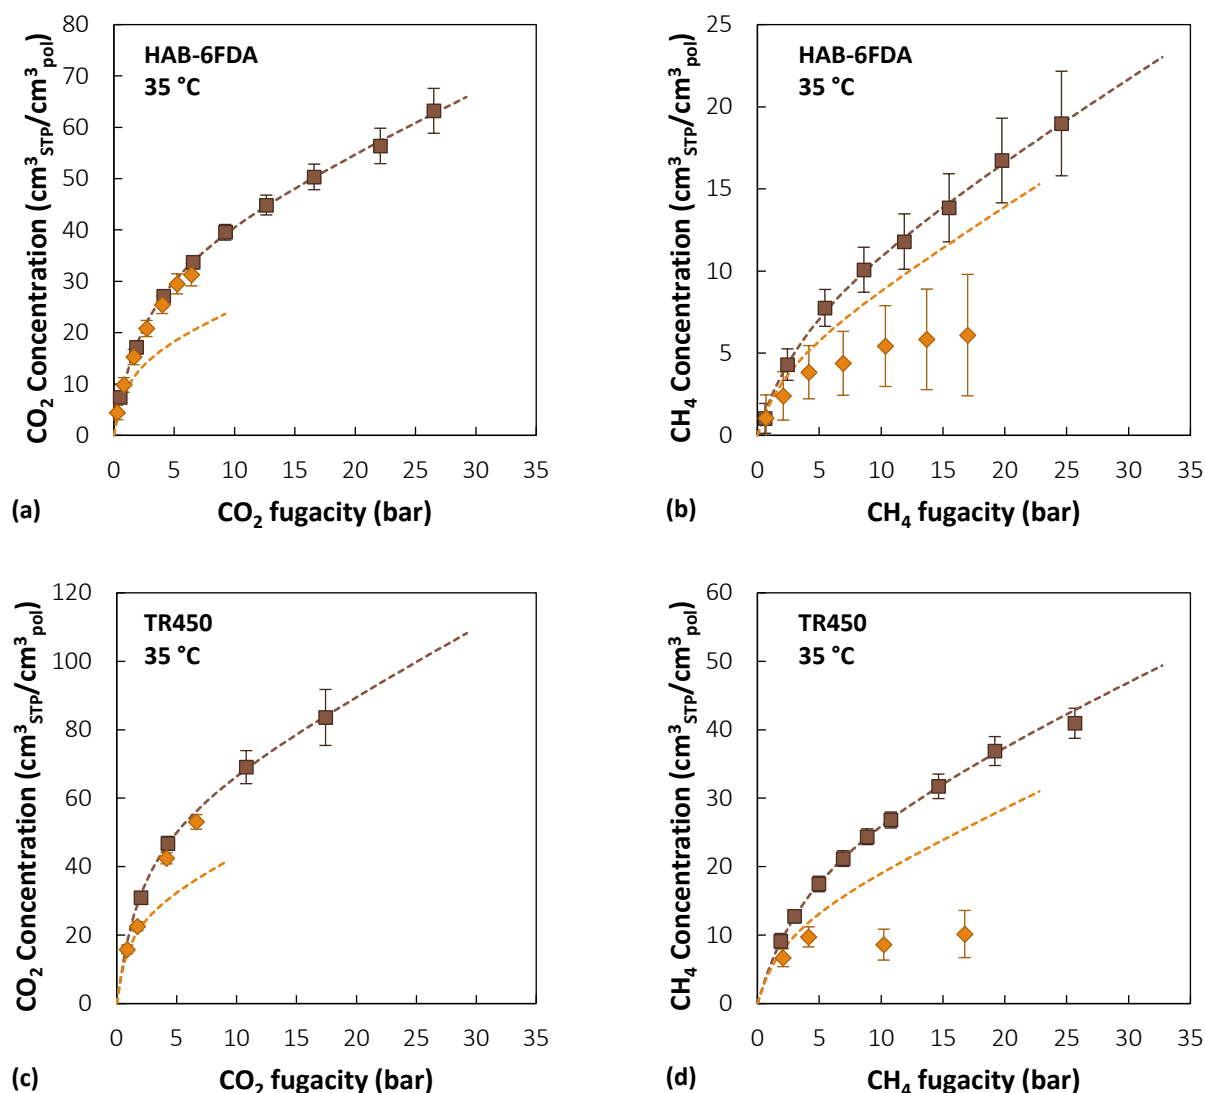 HAB-6FDA
35 °C
CO2 Concentration (cm3STP/cm3pol)
80
70
60
50
40
30
20
10
0
0 5 10 15 20 25 30 35
(a)
CO2 fugacity (bar)
HAB-6FDA
35 °C
CH4 Concentration (cm3STP/cm3pol)
25
20
15
10
5
0
0 5 10 15 20 25 30 35
(b)
CH4 fugacity (bar)
TR450
35 °C
CO2 Concentration (cm3STP/cm3pol)
120
100
80
60
40
20
0
0 5 10 15 20 25 30 35
(c)
CO2 fugacity (bar)
TR450
35 °C
CH4 Concentration (cm3STP/cm3pol)
60
50
40
30
20
10
0
0 5 10 15 20 25 30 35
(d)
CH4 fugacity (bar)